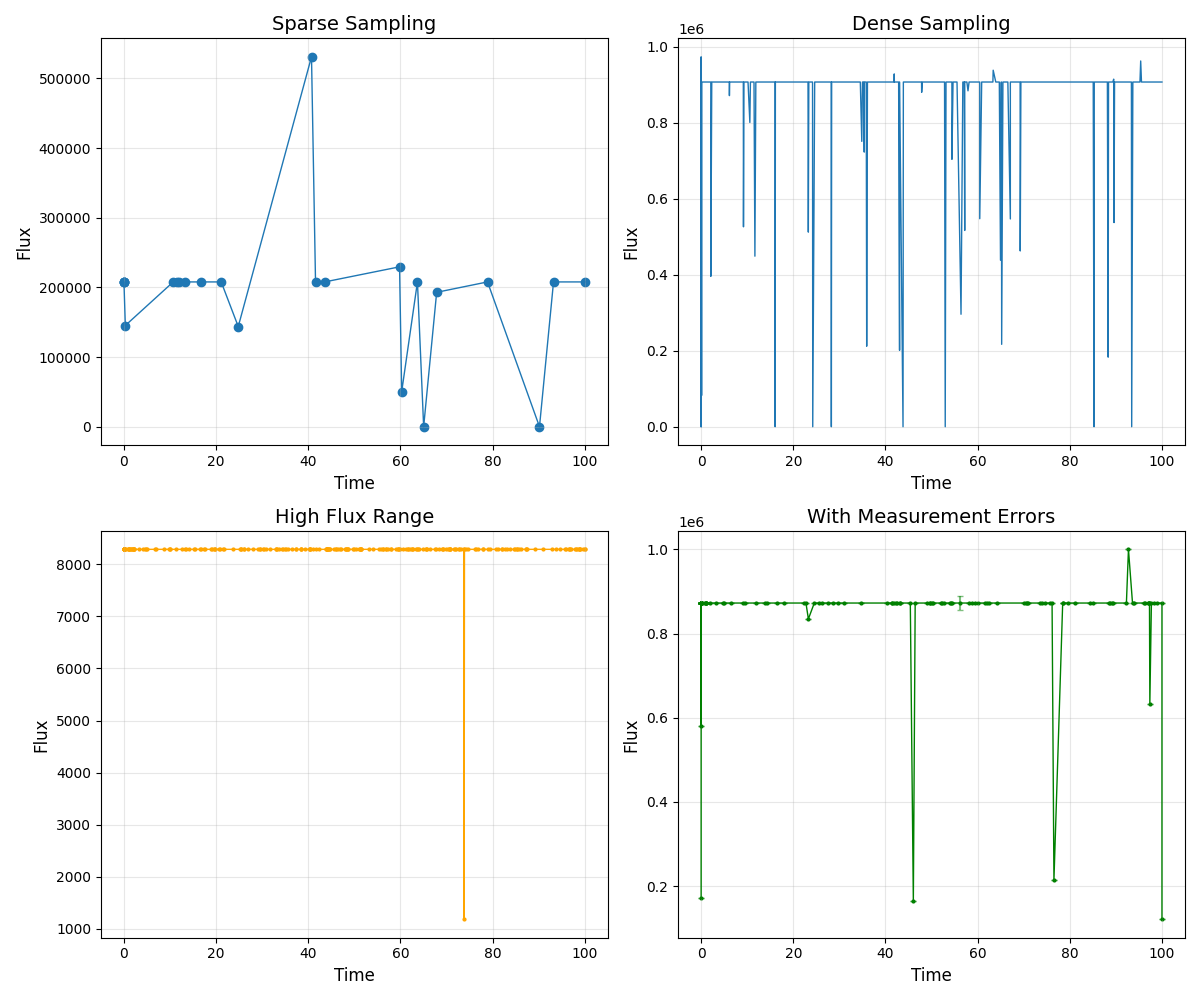 Sparse Sampling
Flux
500000
400000
300000
200000
100000
0
0 20 40 60 80 100
Time
Dense Sampling
1e6
Flux
1.0
0.8
0.6
0.4
0.2
0.0
0 20 40 60 80 100
Time
High Flux Range
Flux
8000
7000
6000
5000
4000
3000
2000
1000
0 20 40 60 80 100
Time
With Measurement Errors
1e6
Flux
1.0
0.8
0.6
0.4
0.2
0 20 40 60 80 100
Time